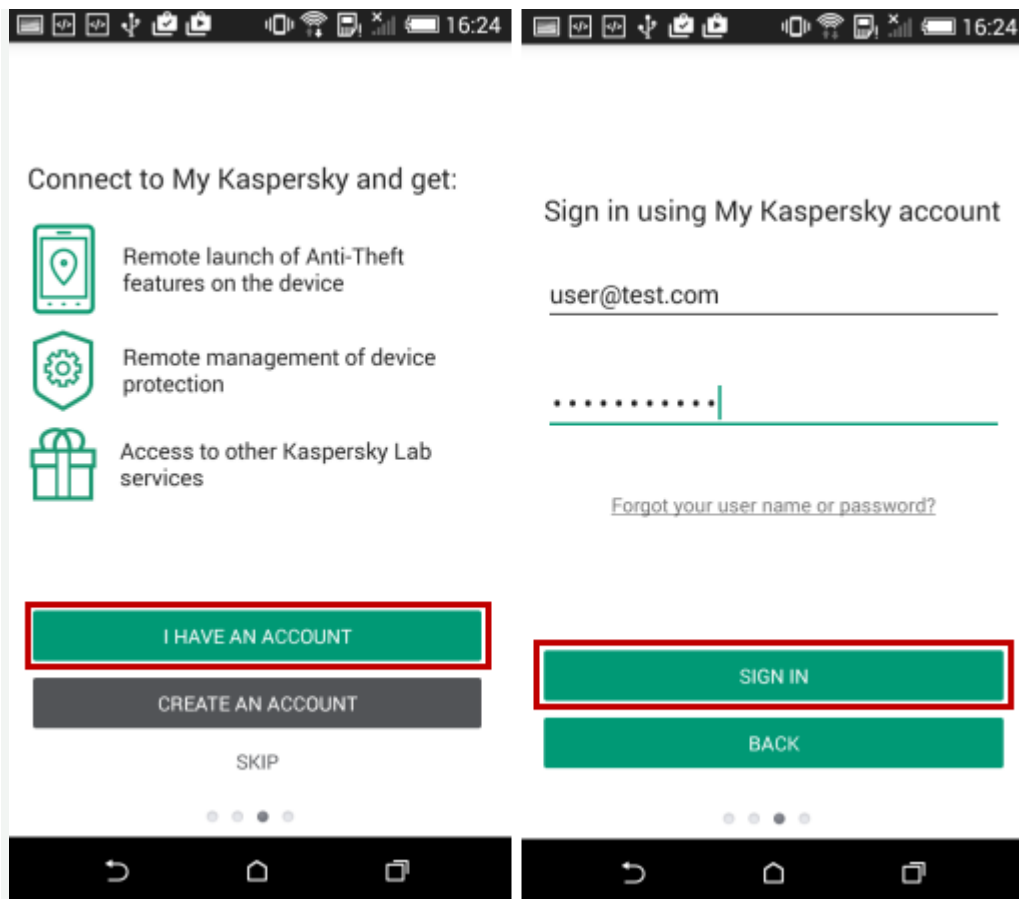 16:24
Connect to My Kaspersky and get:
Remote launch of Anti-Theft
features on the device
Remote management of device
protection
Access to other Kaspersky Lab
services
I HAVE AN ACCOUNT
CREATE AN ACCOUNT
SKIP
16:24
Sign in using My Kaspersky account
user@test.com
Forgot your user name or password?
SIGN IN
BACK